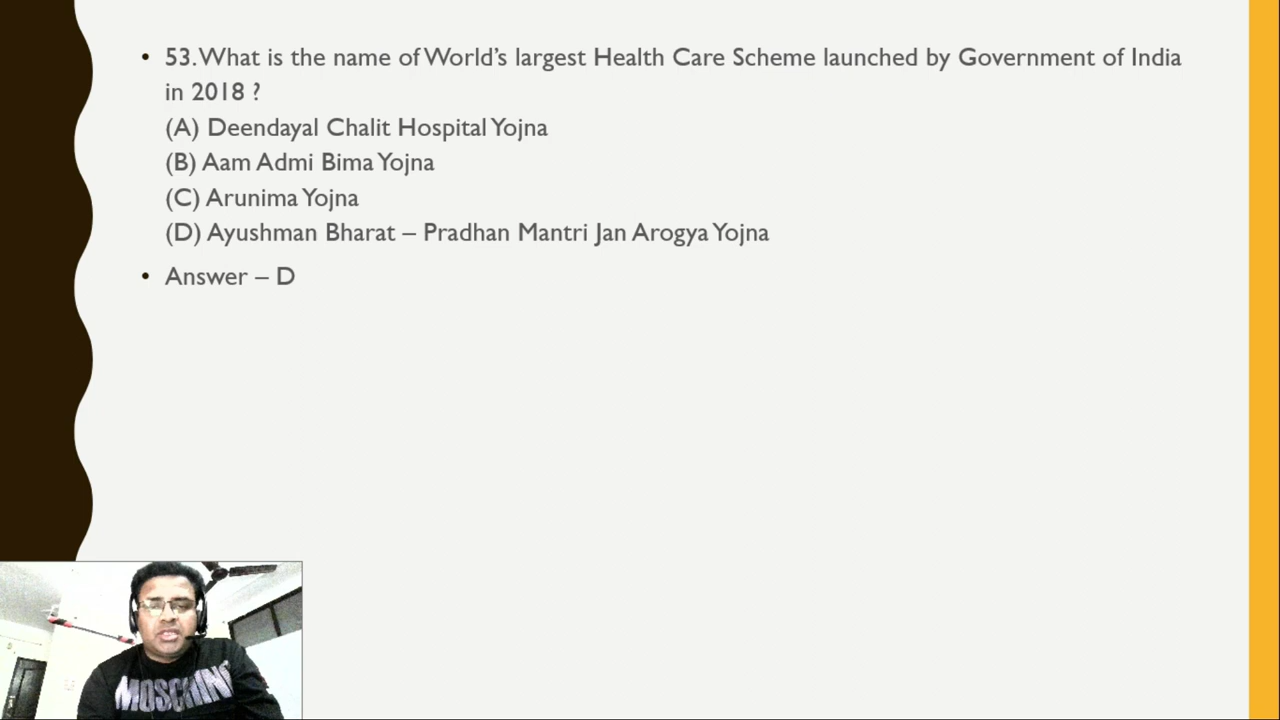 • 53. What is the name of World's largest Health Care Scheme launched by Government of India
in 2018 ?
(A) Deendayal Chalit Hospital Yojna
(B) Aam Admi Bima Yojna
(C) Arunima Yojna
(D) Ayushman Bharat – Pradhan Mantri Jan Arogya Yojna
• Answer – D
MOSCHINO